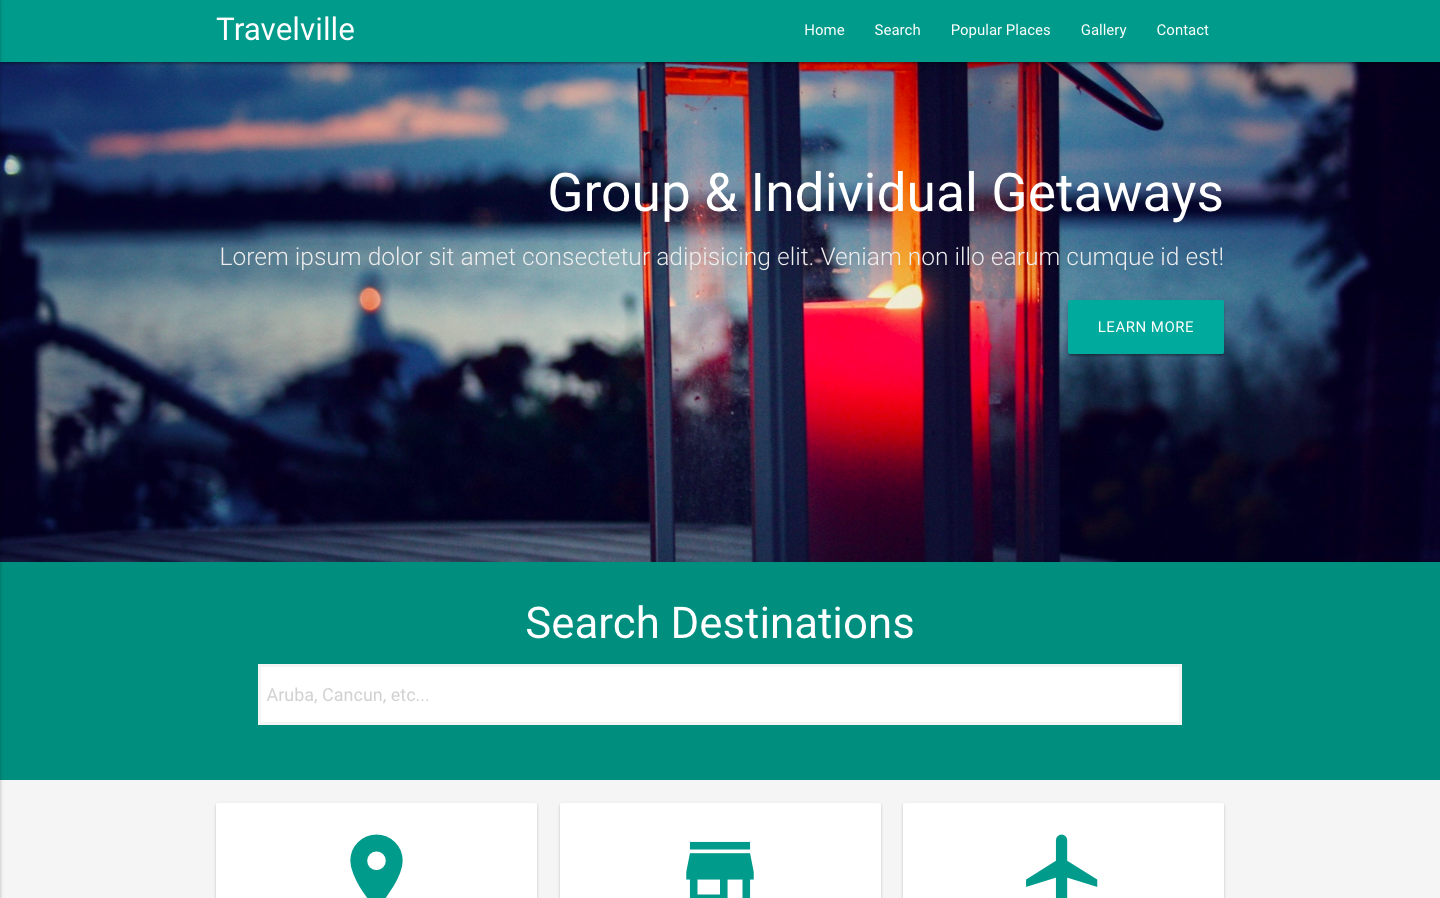 Travelville
Home Search Popular Places Gallery Contact
Group & Individual Getaways
Lorem ipsum dolor sit amet consectetur adipisicing elit. Veniam non illo earum cumque id est!
LEARN MORE
Search Destinations
Aruba, Cancun, etc...